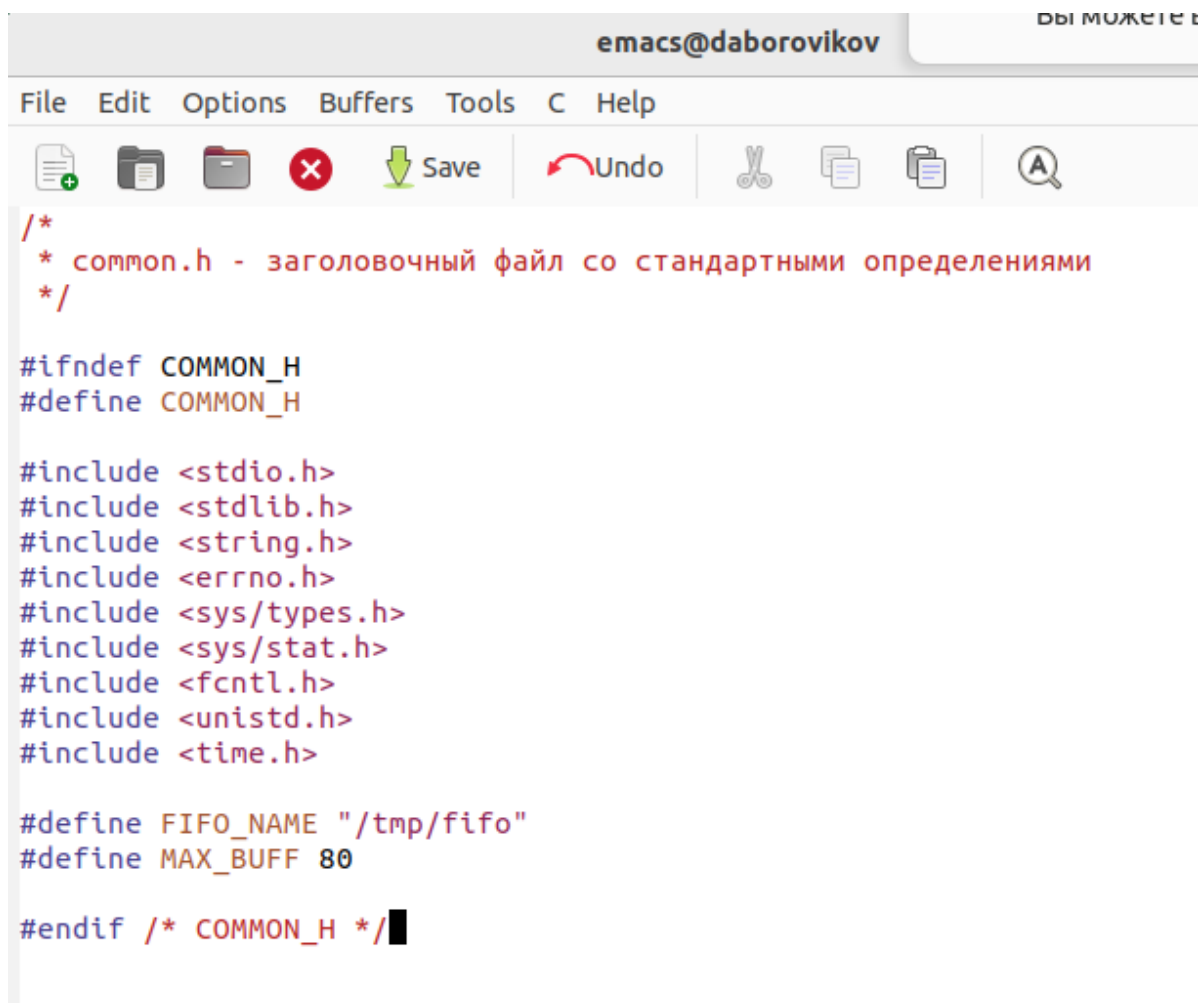 Вы можете в
emacs@daborovikov
File Edit Options Buffers Tools C Help
Save Undo
/*
 * common.h - заголовочный файл со стандартными определениями
 */
#ifndef COMMON_H
#define COMMON_H
#include <stdio.h>
#include <stdlib.h>
#include <string.h>
#include <errno.h>
#include <sys/types.h>
#include <sys/stat.h>
#include <fcntl.h>
#include <unistd.h>
#include <time.h>
#define FIFO_NAME "/tmp/fifo"
#define MAX_BUFF 80
#endif /* COMMON_H */